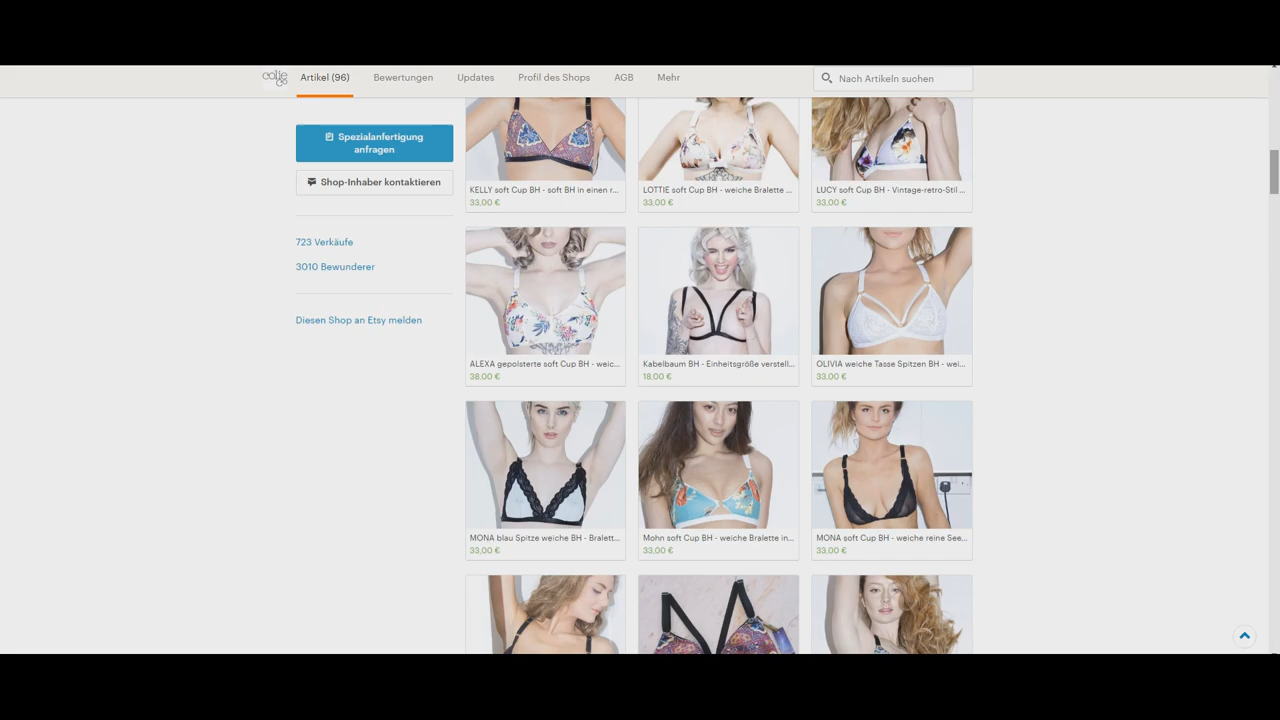 Artikel (96) Bewertungen Updates Profil des Shops AGB Mehr
Nach Artikeln suchen
Spezialanfertigung
anfragen
Shop-Inhaber kontaktieren
723 Verkäufe
3010 Bewunderer
Diesen Shop an Etsy melden
KELLY soft Cup BH - soft BH in einen r...
33,00 €
LOTTIE soft Cup BH - weiche Bralette ...
33,00 €
LUCY soft Cup BH - Vintage-retro-Stil ...
33,00 €
ALEXA gepolsterte soft Cup BH - weic...
38,00 €
Kabelbaum BH - Einheitsgröße verstell...
18,00 €
OLIVIA weiche Tasse Spitzen BH - wei...
33,00 €
MONA blau Spitze weiche BH - Bralett...
33,00 €
Mohn soft Cup BH - weiche Bralette in...
33,00 €
MONA soft Cup BH - weiche reine See...
33,00 €